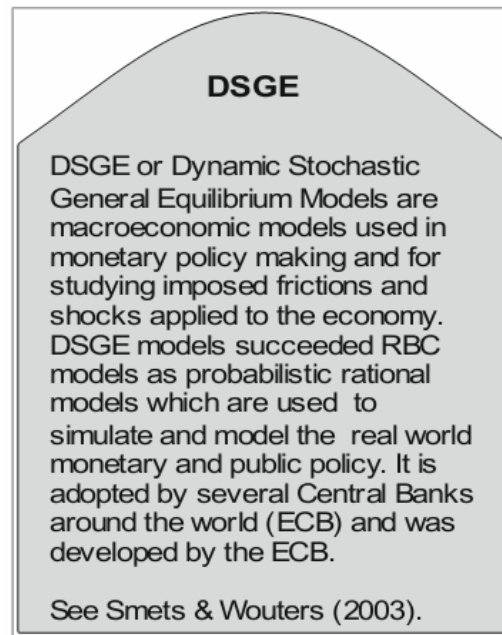 DSGE
DSGE or Dynamic Stochastic
General Equilibrium Models are
macroeconomic models used in
monetary policy making and for
studying imposed frictions and
shocks applied to the economy.
DSGE models succeeded RBC
models as probabilistic rational
models which are used to
simulate and model the real world
monetary and public policy. It is
adopted by several Central Banks
around the world (ECB) and was
developed by the ECB.
See Smets & Wouters (2003).